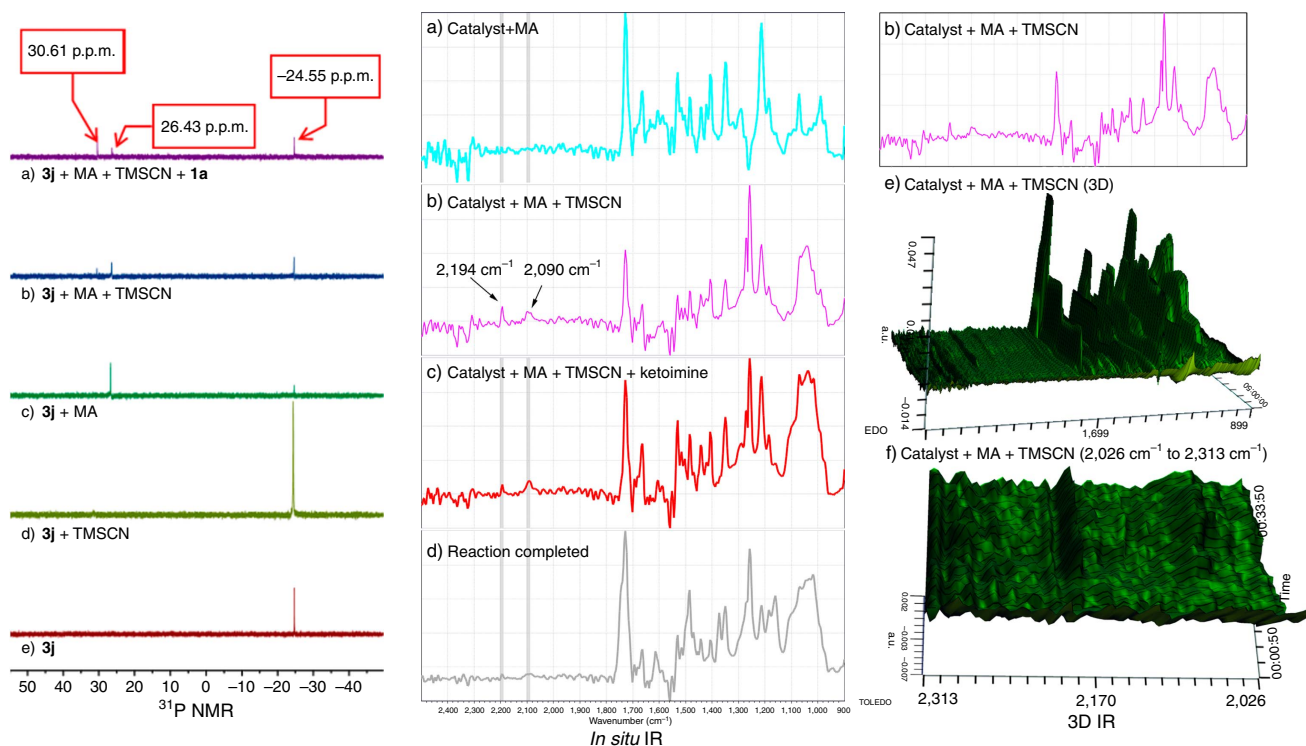 30.61 p.p.m.
26.43 p.p.m.
–24.55 p.p.m.
a) 3j + MA + TMSCN + 1a
b) 3j + MA + TMSCN
c) 3j + MA
d) 3j + TMSCN
e) 3j
50 40 30 20 10 0 –10 –20 –30 –40
³¹P NMR
a) Catalyst+MA
b) Catalyst + MA + TMSCN
2,194 cm⁻¹
2,090 cm⁻¹
c) Catalyst + MA + TMSCN + ketoimine
d) Reaction completed
2,400 2,300 2,200 2,100 2,000 1,900 1,800 1,700 1,600 1,500 1,400 1,300 1,200 1,100 1,000 900
Wavenumber (cm⁻¹)
In situ IR
b) Catalyst + MA + TMSCN
e) Catalyst + MA + TMSCN (3D)
0.047
a.u.
–0.014
EDO
1,699
899
00:00:50
f) Catalyst + MA + TMSCN (2,026 cm⁻¹ to 2,313 cm⁻¹)
00:33:50
Time
00:00:50
a.u.
TOLEDO
2,313
2,170
2,026
3D IR